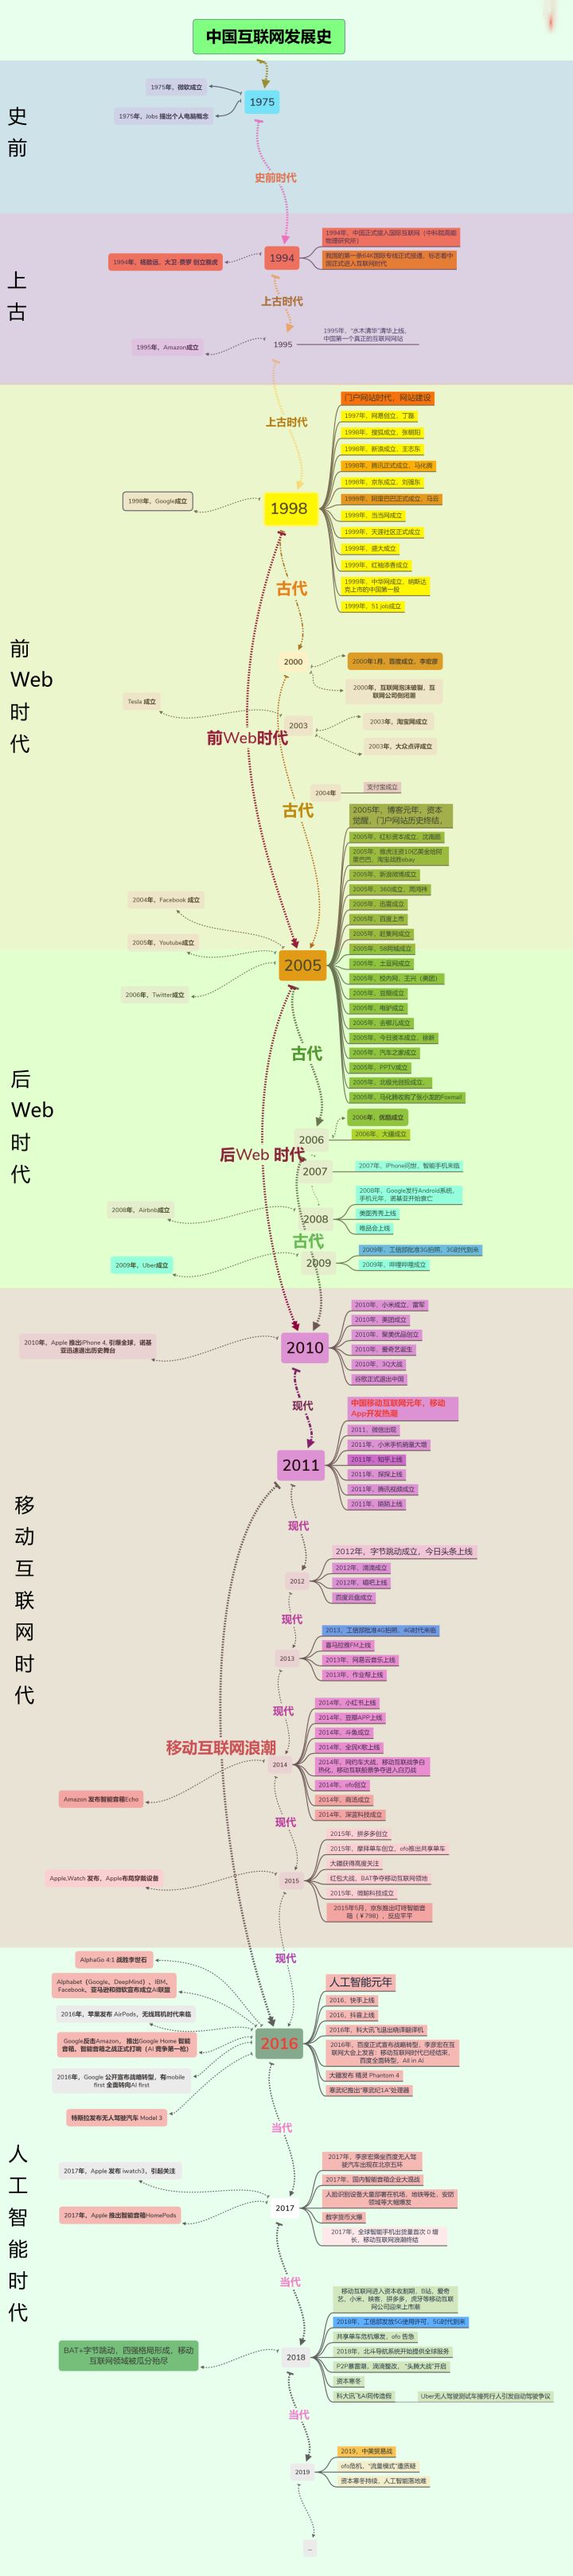 中国互联网发展史
史
前
1975年，微软成立
1975年，Jobs 提出个人电脑概念
1975
史前时代
上
古
1994年，杨致远、大卫·费罗 创立雅虎
1994
1994年，中国正式接入国际互联网（中科院高能
物理研究所）
我国的第一条64K国际专线正式接通，标志着中
国正式进入互联网时代
上古时代
1995年，Amazon成立
1995
1995年，“水木清华”清华上线，
中国第一个真正的互联网网站
上古时代
前
Web
时
代
1998年，Google成立
1998
门户网站时代，网站建设
1997年，网易创立，丁磊
1998年，搜狐成立，张朝阳
1998年，新浪成立，王志东
1998年，腾讯正式成立，马化腾
1998年，京东成立，刘强东
1999年，阿里巴巴正式成立，马云
1999年，当当网成立
1999年，天涯社区正式成立
1999年，盛大成立
1999年，红袖添香成立
1999年，中华网成立，纳斯达
克上市的中国第一股
1999年，51 job成立
古代
2000
2000年1月，百度成立，李宏彦
2000年，互联网泡沫破裂，互
联网公司倒闭潮
Tesla 成立
2003
2003年，淘宝网成立
2003年，大众点评成立
前Web时代
2004年
支付宝成立
古代
2004年，Facebook 成立
2005年，Youtube成立
2006年，Twitter成立
2005
2005年，博客元年，资本
觉醒，门户网站历史终结，
2005年，红杉资本成立，沈南鹏
2005年，雅虎注资10亿美金给阿
里巴巴，淘宝战胜ebay
2005年，新浪微博成立
2005年，360成立，周鸿祎
2005年，迅雷成立
2005年，百度上市
2005年，赶集网成立
2005年，58同城成立
2005年，土豆网成立
2005年，校内网，王兴（美团）
2005年，豆瓣成立
2005年，电驴成立
2005年，去哪儿成立
2005年，今日资本成立，徐新
2005年，汽车之家成立
2005年，PPTV成立
2005年，北极光创投成立，
2005年，马化腾收购了张小龙的Foxmail
后
Web
时
代
古代
2006
2006年，优酷成立
2006年，大疆成立
后Web 时代
2007
2007年，iPhone问世，智能手机来临
2008年，Airbnb成立
2008
2008年，Google发行Android系统，
手机元年，诺基亚开始衰亡
美图秀秀上线
唯品会上线
古代
2009年，Uber成立
2009
2009年，工信部批准3G拍照，3G时代到来
2009年，哔哩哔哩成立
移
动
互
联
网
时
代
2010年，Apple 推出iPhone 4, 引爆全球，诺基
亚迅速退出历史舞台
2010
2010年，小米成立，雷军
2010年，美团成立
2010年，聚美优品创立
2010年，爱奇艺诞生
2010年，3Q大战
谷歌正式退出中国
现代
2011
中国移动互联网元年，移动
App开发热潮
2011，微信出现
2011年，小米手机销量大增
2011年，知乎上线
2011年，探探上线
2011年，腾讯视频成立
2011年，陌陌上线
现代
2012
2012年，字节跳动成立，今日头条上线
2012年，滴滴成立
2012年，唱吧上线
百度云盘成立
现代
2013
2013，工信部批准4G拍照，4G时代来临
喜马拉雅FM上线
2013年，网易云音乐上线
2013年，作业帮上线
现代
移动互联网浪潮
Amazon 发布智能音箱Echo
2014
2014年，小红书上线
2014年，豆瓣APP上线
2014年，斗鱼成立
2014年，全民K歌上线
2014年，网约车大战，移动互联战争白
热化，移动互联船票争夺进入白刃战
2014年，ofo创立
2014年，商汤成立
2014年，深蓝科技成立
现代
Apple,Watch 发布，Apple布局穿戴设备
2015
2015年，拼多多创立
2015年，摩拜单车创立，ofo推出共享单车
大疆获得高度关注
红包大战，BAT争夺移动互联网领地
2015年，微鲸科技成立
2015年5月，京东推出叮咚智能音
箱（￥798），反应平平
现代
人
工
智
能
时
代
AlphaGo 4:1 战胜李世石
Alphabet（Google，DeepMind），IBM，
Facebook，亚马逊和微软宣布成立AI联盟
2016年，苹果发布 AirPods，无线耳机时代来临
Google反击Amazon， 推出Google Home 智能
音箱，智能音箱之战正式打响（AI 竞争第一枪）
2016年，Google 公开宣布战略转型，有mobile
first 全面转向AI first
特斯拉发布无人驾驶汽车 Model 3
2016
人工智能元年
2016，快手上线
2016，抖音上线
2016年，科大讯飞退出晓译翻译机
2016年，百度正式宣布战略转型，李彦宏在互
联网大会上发言：移动互联网时代已经结束，
百度全面转型，All in AI
大疆发布 精灵 Phantom 4
寒武纪推出“寒武纪1A”处理器
当代
2017年，Apple 发布 iwatch3，引起关注
2017年，Apple 推出智能音箱HomePods
2017
2017年，李彦宏乘坐百度无人驾
驶汽车出现在北京五环
2017年，国内智能音箱企业大混战
人脸识别设备大量部署在机场、地铁等处，安防
领域等大幅爆发
数字货币火爆
2017年，全球智能手机出货量首次 0 增
长，移动互联网浪潮终结
当代
BAT+字节跳动，四强格局形成，移动
互联网领域被瓜分殆尽
2018
移动互联网进入资本收割期，B站、爱奇
艺、小米、映客、拼多多、虎牙等移动互联
网公司迎来上市潮
2018年，工信部发放5G使用许可，5G时代到来
共享单车危机爆发，ofo 告急
2018年，北斗导航系统开始提供全球服务
P2P暴雷潮，滴滴整改，“头腾大战”开启
资本寒冬
科大讯飞AI同传造假
Uber无人驾驶测试车撞死行人引发自动驾驶争议
当代
2019
2019，中美贸易战
ofo危机，“流量模式”遭质疑
资本寒冬持续，人工智能落地难
...